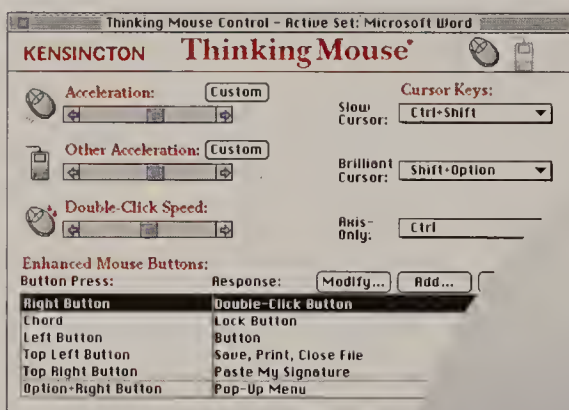 Thinking Mouse Control - Active Set: Microsoft Word
KENSINGTON ThinkingMouse
Acceleration: Custom
Cursor Keys:
Slow Cursor: Ctrl+Shift
Other Acceleration: Custom
Brilliant Cursor: Shift+Option
Double-Click Speed:
Axis-Only: Ctrl
Enhanced Mouse Buttons:
Button Press: Response: Modify... Add...
Right Button Double-Click Button
Chord Lock Button
Left Button Button
Top Left Button Save, Print, Close File
Top Right Button Paste My Signature
Option+Right Button Pop-Up Menu